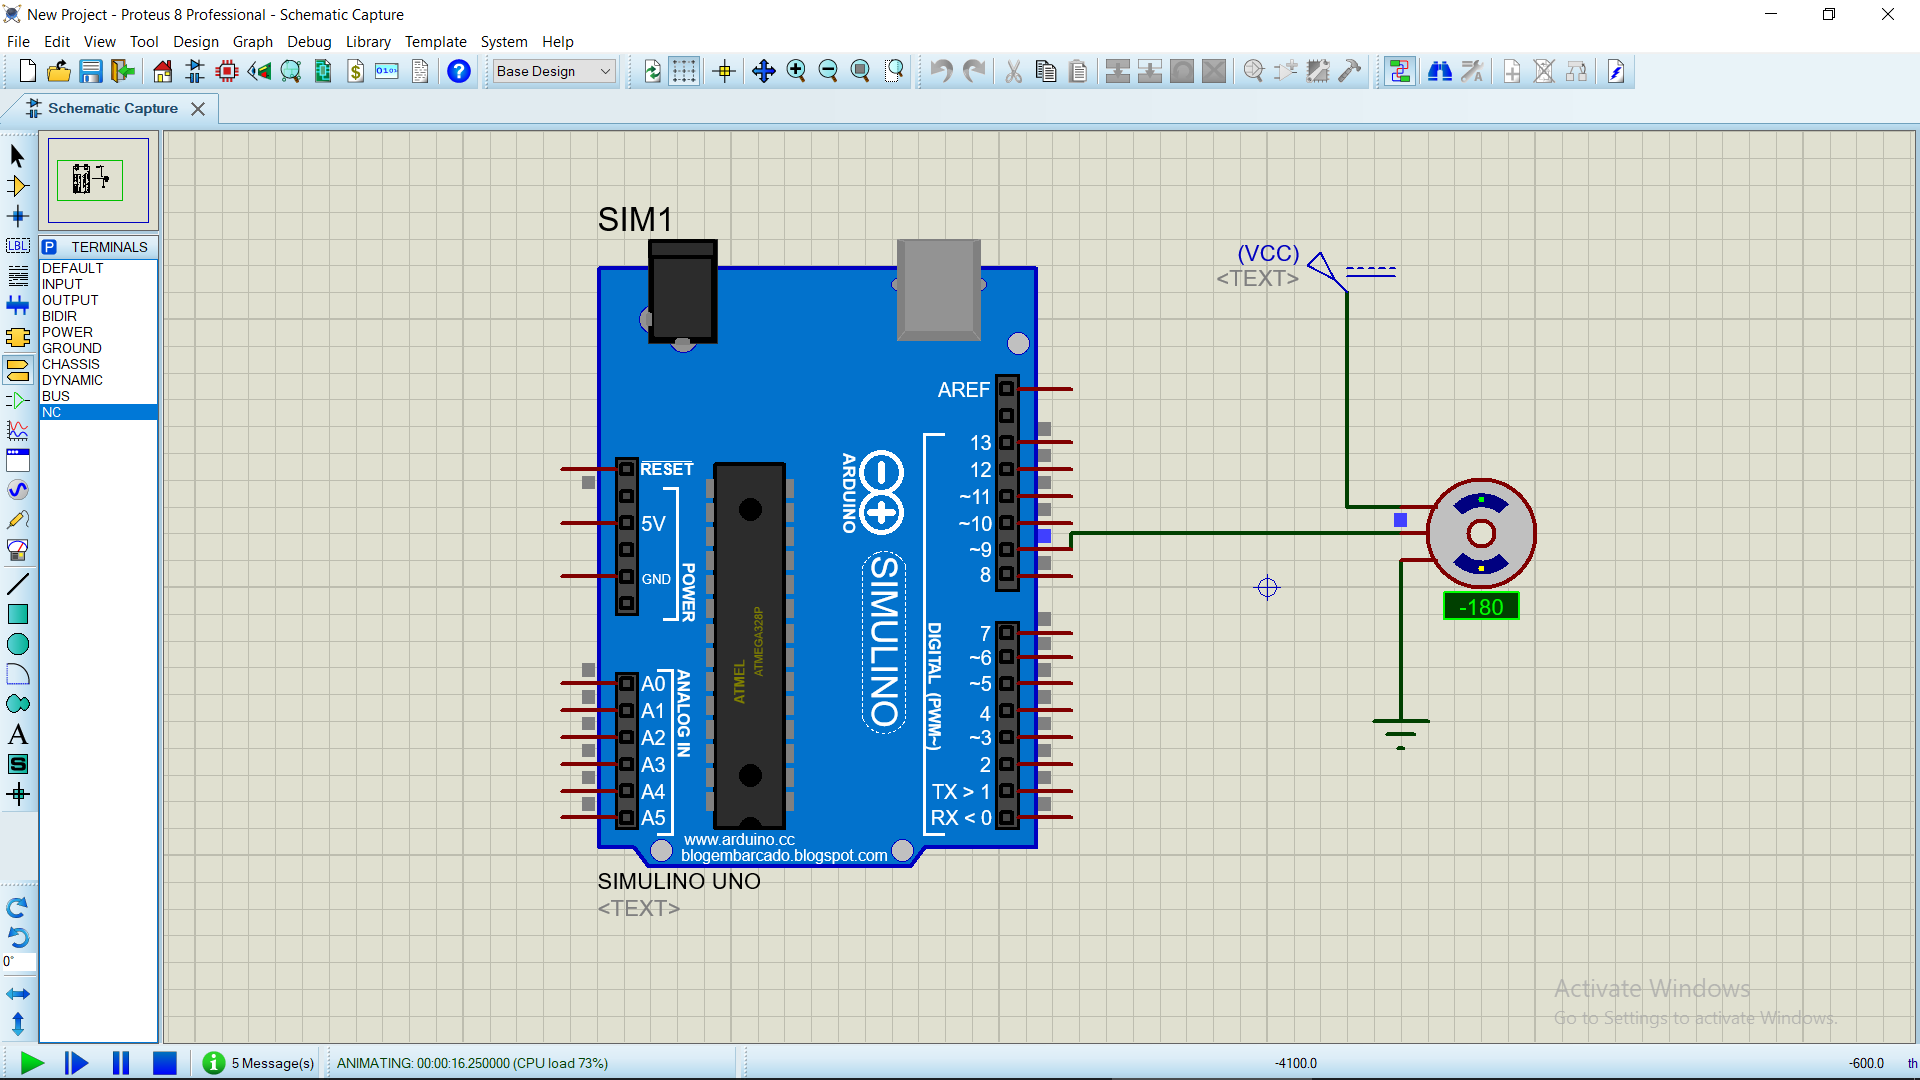 New Project - Proteus 8 Professional - Schematic Capture
File Edit View Tool Design Graph Debug Library Template System Help
Base Design
Schematic Capture
LBL
P TERMINALS
DEFAULT
INPUT
OUTPUT
BIDIR
POWER
GROUND
CHASSIS
DYNAMIC
BUS
NC
A
S
0°
SIM1
RESET
5V
GND
POWER
A0
A1
A2
A3
A4
A5
ANALOG IN
ATMEL
ATMEGA328P
ARDUINO
SIMULINO
AREF
13
12
~11
~10
~9
8
7
~6
~5
4
~3
2
TX > 1
RX < 0
DIGITAL (PWM~)
www.arduino.cc
blogembarcado.blogspot.com
SIMULINO UNO
<TEXT>
(VCC)
<TEXT>
-180
Activate Windows
Go to Settings to activate Windows.
5 Message(s)
ANIMATING: 00:00:16.250000 (CPU load 73%)
-4100.0
-600.0
th